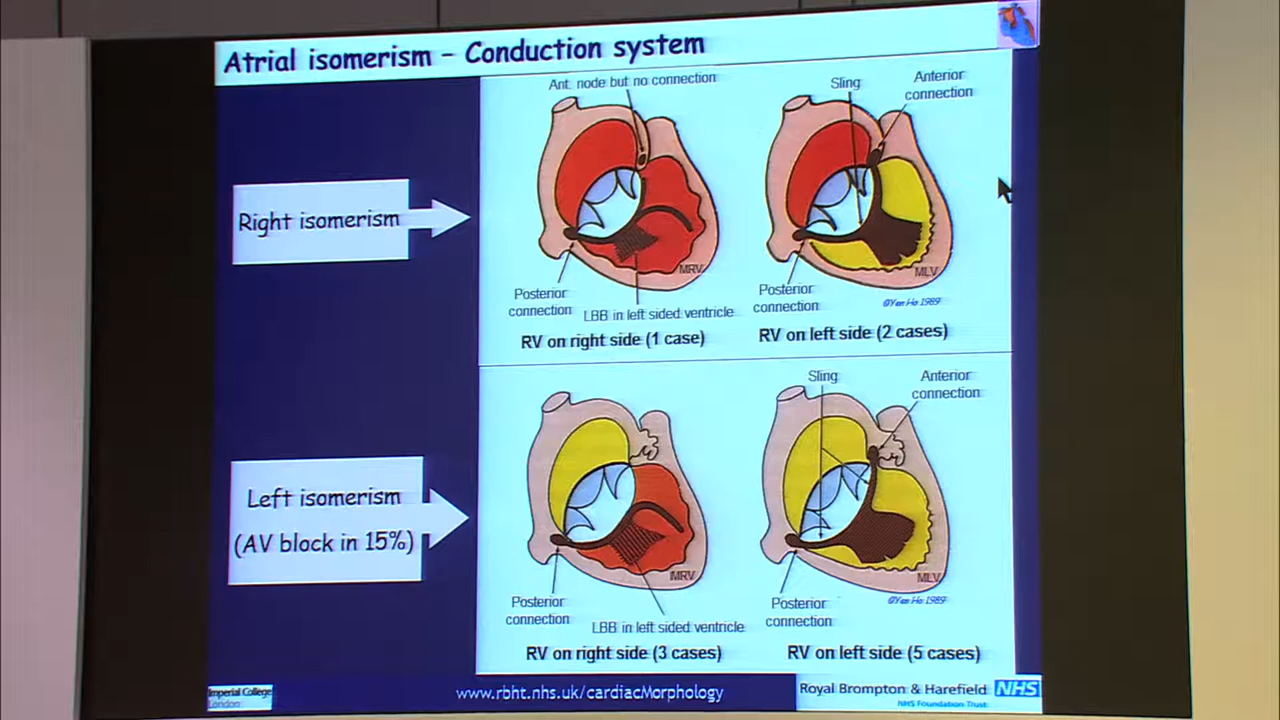 Atrial isomerism – Conduction system
Ant. node but no connection
Sling
Anterior
connection
Right isomerism
MRV
MLV
Posterior
connection
LBB in left sided ventricle
Posterior
connection
©Yen Ho 1989
RV on right side (1 case)
RV on left side (2 cases)
Sling
Anterior
connection
Left isomerism
(AV block in 15%)
MRV
MLV
Posterior
connection
LBB in left sided ventricle
Posterior
connection
©Yen Ho 1989
RV on right side (3 cases)
RV on left side (5 cases)
Imperial College
London
www.rbht.nhs.uk/cardiacMorphology
Royal Brompton & Harefield NHS
NHS Foundation Trust